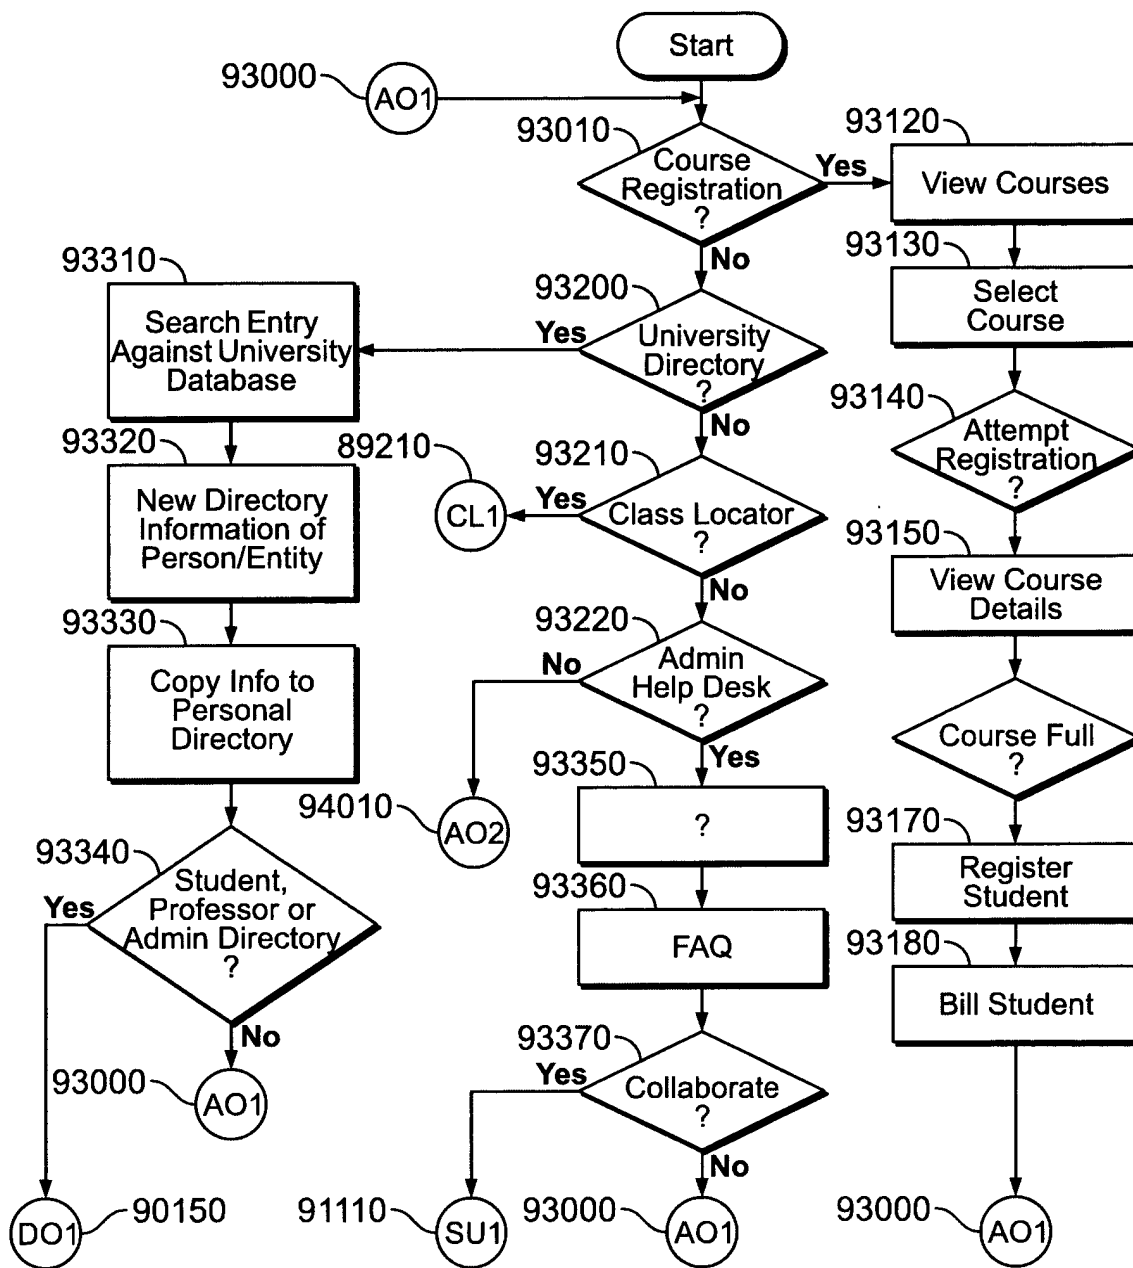 Start
93000
AO1
93010
Course
Registration
?
Yes
No
93120
View Courses
93130
Select
Course
93140
Attempt
Registration
?
93150
View Course
Details
Course Full
?
93170
Register
Student
93180
Bill Student
93000
AO1
93200
University
Directory
?
Yes
No
93310
Search Entry
Against University
Database
93320
New Directory
Information of
Person/Entity
93330
Copy Info to
Personal
Directory
93340
Student,
Professor or
Admin Directory
?
Yes
No
93000
AO1
DO1
90150
89210
CL1
93210
Class Locator
?
Yes
No
93220
Admin
Help Desk
?
No
Yes
94010
AO2
93350
?
93360
FAQ
93370
Collaborate
?
Yes
No
91110
SU1
93000
AO1